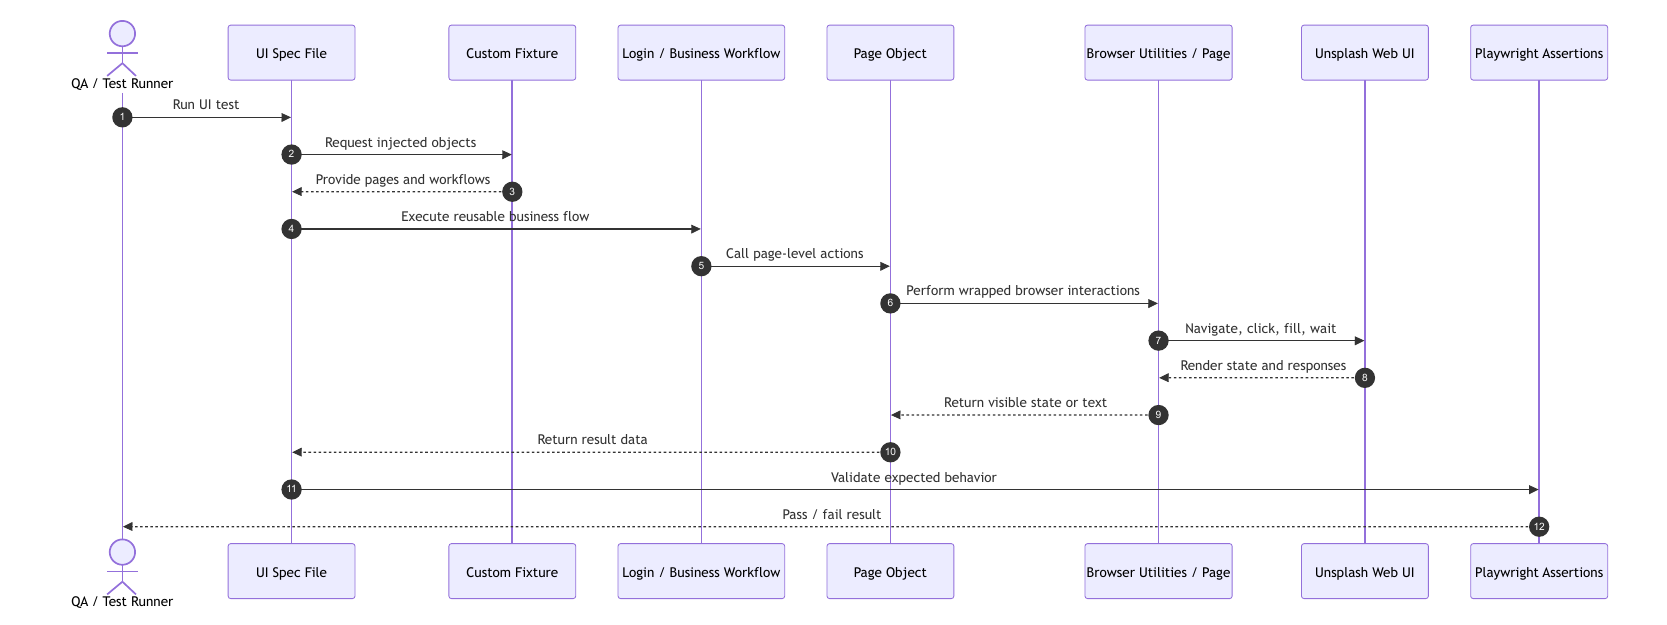 UI Spec File
Custom Fixture
Login / Business Workflow
Page Object
Browser Utilities / Page
Unsplash Web UI
Playwright Assertions
QA / Test Runner
Run UI test
1
Request injected objects
2
Provide pages and workflows
3
Execute reusable business flow
4
Call page-level actions
5
Perform wrapped browser interactions
6
Navigate, click, fill, wait
7
Render state and responses
8
Return visible state or text
9
Return result data
10
Validate expected behavior
11
Pass / fail result
12
UI Spec File
Custom Fixture
Login / Business Workflow
Page Object
Browser Utilities / Page
Unsplash Web UI
Playwright Assertions
QA / Test Runner